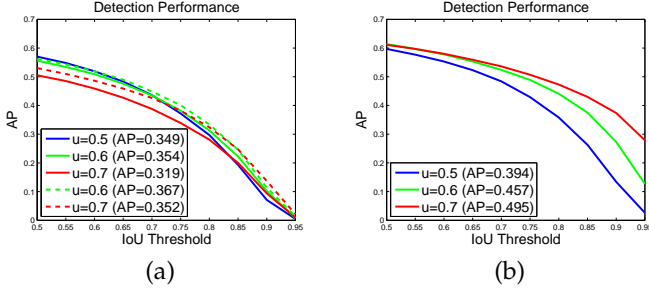 Detection Performance
0.7
0.6
0.5
0.4
0.3
0.2
0.1
0
AP
u=0.5 (AP=0.349)
u=0.6 (AP=0.354)
u=0.7 (AP=0.319)
u=0.6 (AP=0.367)
u=0.7 (AP=0.352)
0.5 0.55 0.6 0.65 0.7 0.75 0.8 0.85 0.9 0.95
IoU Threshold
(a)
Detection Performance
0.7
0.6
0.5
0.4
0.3
0.2
0.1
0
AP
u=0.5 (AP=0.394)
u=0.6 (AP=0.457)
u=0.7 (AP=0.495)
0.5 0.55 0.6 0.65 0.7 0.75 0.8 0.85 0.9 0.95
IoU Threshold
(b)